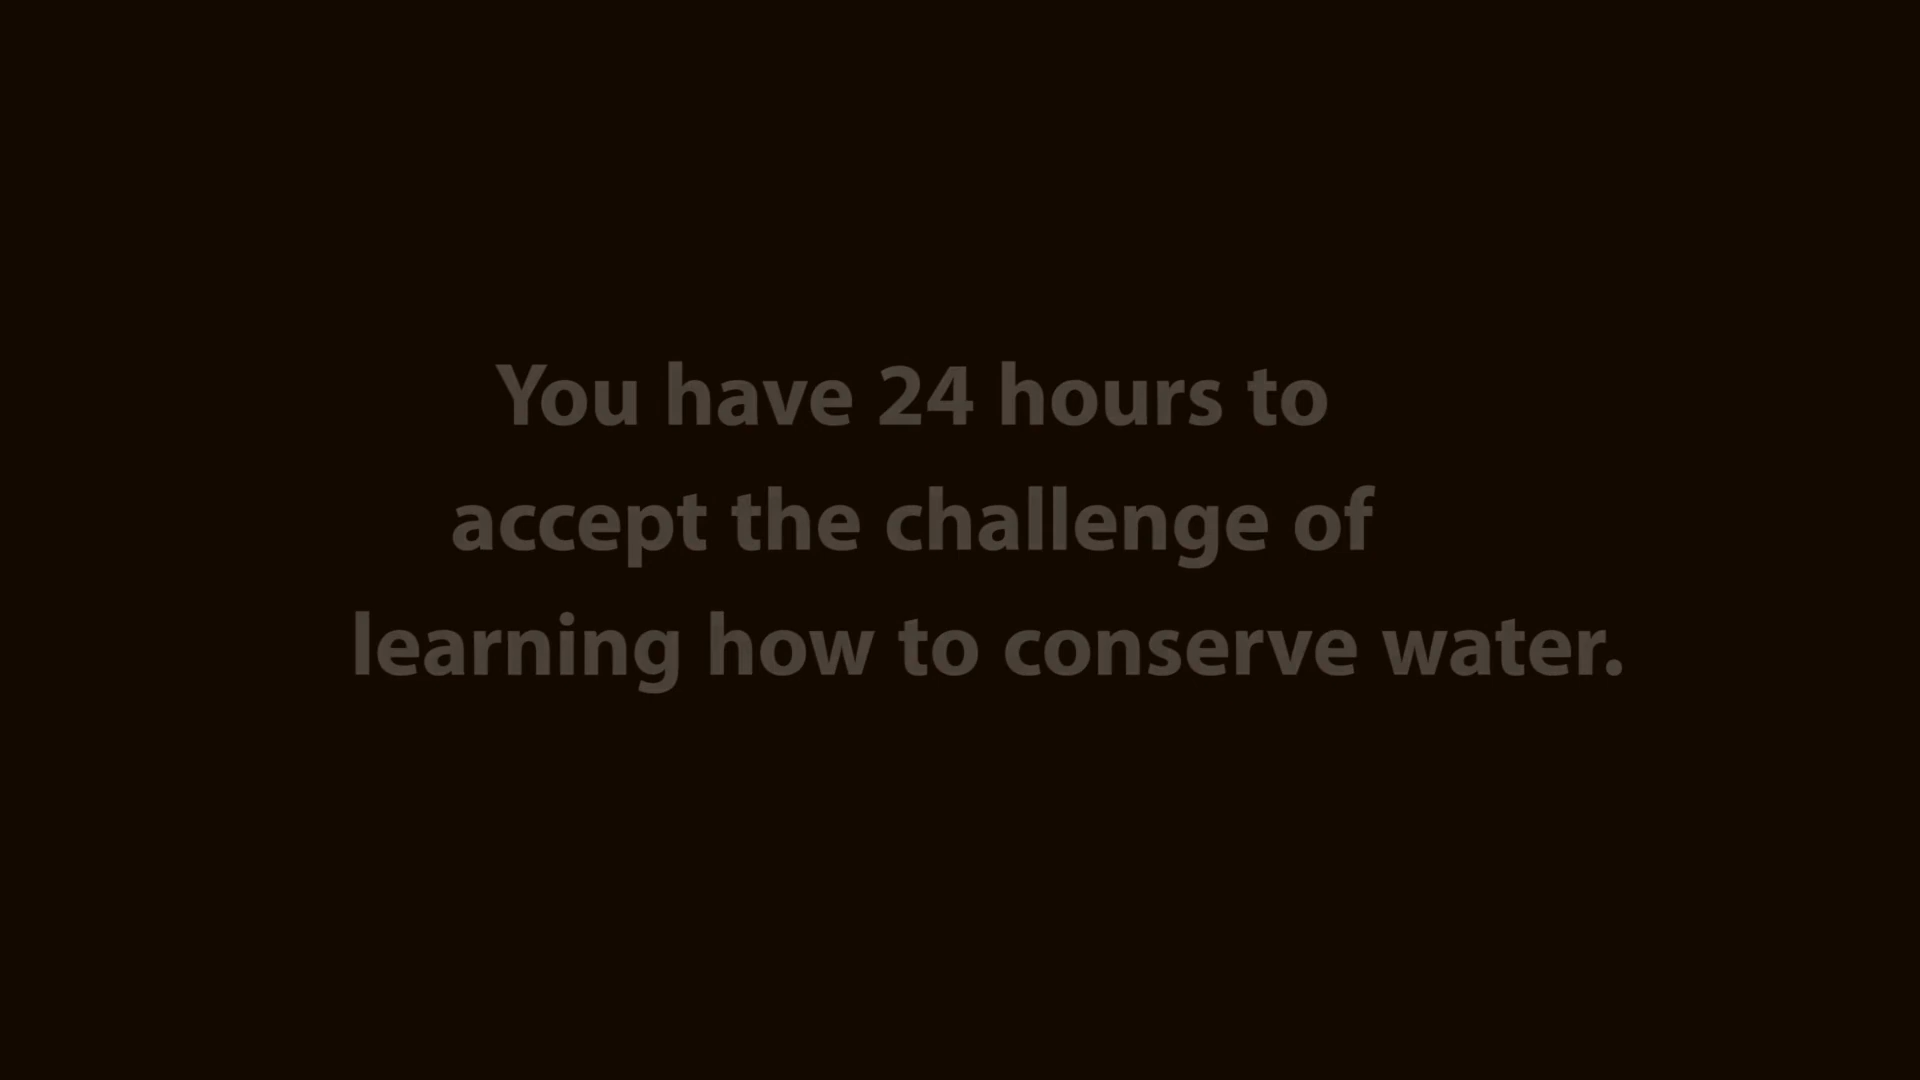 You have 24 hours to
accept the challenge of
learning how to conserve water.